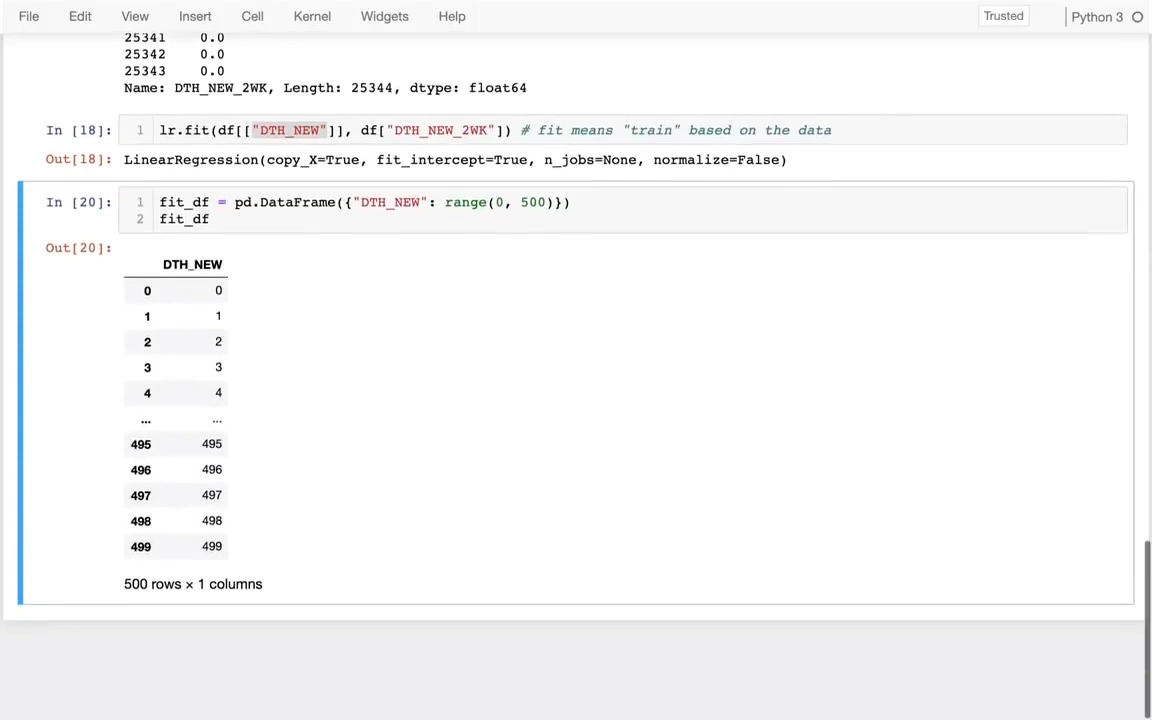 File Edit View Insert Cell Kernel Widgets Help Trusted Python 3
25341 0.0
25342 0.0
25343 0.0
Name: DTH_NEW_2WK, Length: 25344, dtype: float64
In [18]: 1 lr.fit(df[["DTH_NEW"]], df["DTH_NEW_2WK"]) # fit means "train" based on the data
Out[18]: LinearRegression(copy_X=True, fit_intercept=True, n_jobs=None, normalize=False)
In [20]: 1 fit_df = pd.DataFrame({"DTH_NEW": range(0, 500)})
2 fit_df
Out[20]:
DTH_NEW
0 0
1 1
2 2
3 3
4 4
... ...
495 495
496 496
497 497
498 498
499 499
500 rows × 1 columns